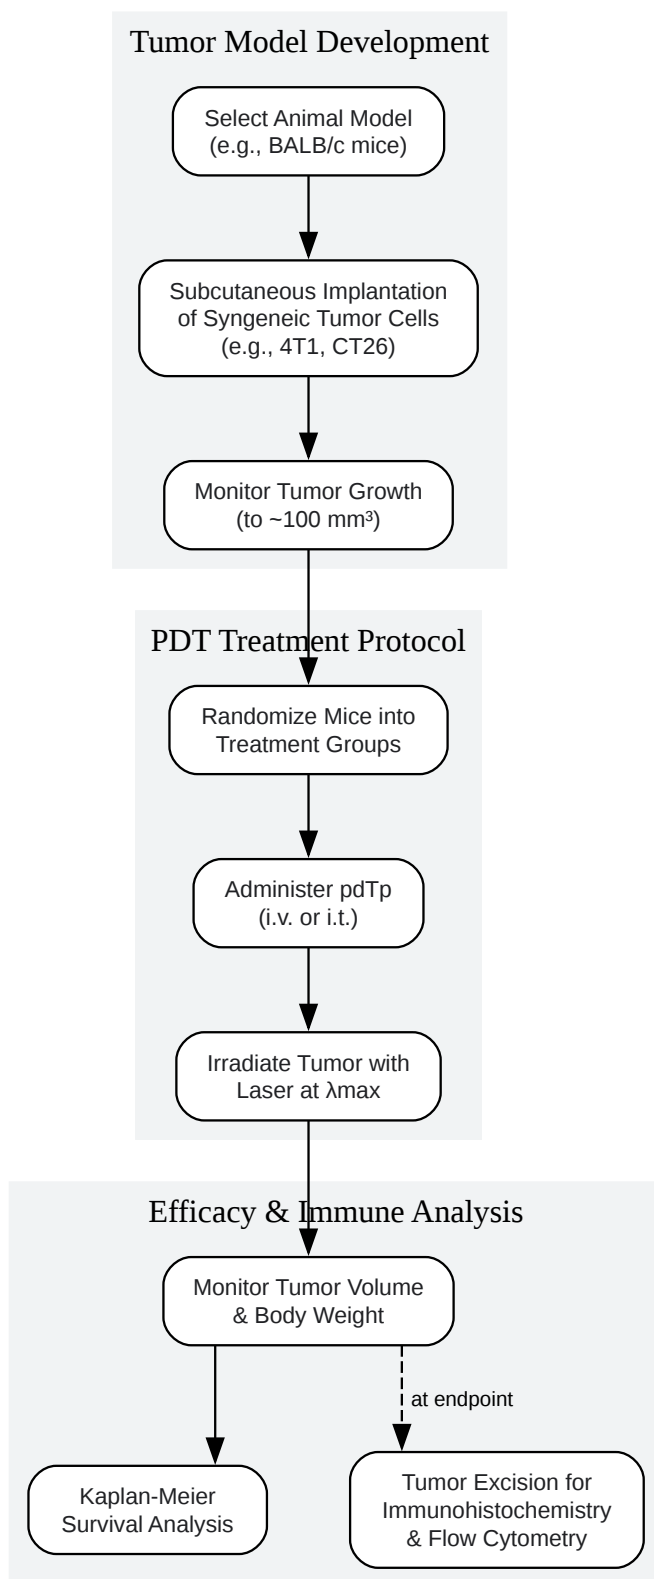 Tumor Model Development
Select Animal Model
(e.g., BALB/c mice)
Subcutaneous Implantation
of Syngeneic Tumor Cells
(e.g., 4T1, CT26)
Monitor Tumor Growth
(to ~100 mm³)
PDT Treatment Protocol
Randomize Mice into
Treatment Groups
Administer pdTp
(i.v. or i.t.)
Irradiate Tumor with
Laser at λmax
Efficacy & Immune Analysis
Monitor Tumor Volume
& Body Weight
at endpoint
Kaplan-Meier
Survival Analysis
Tumor Excision for
Immunohistochemistry
& Flow Cytometry